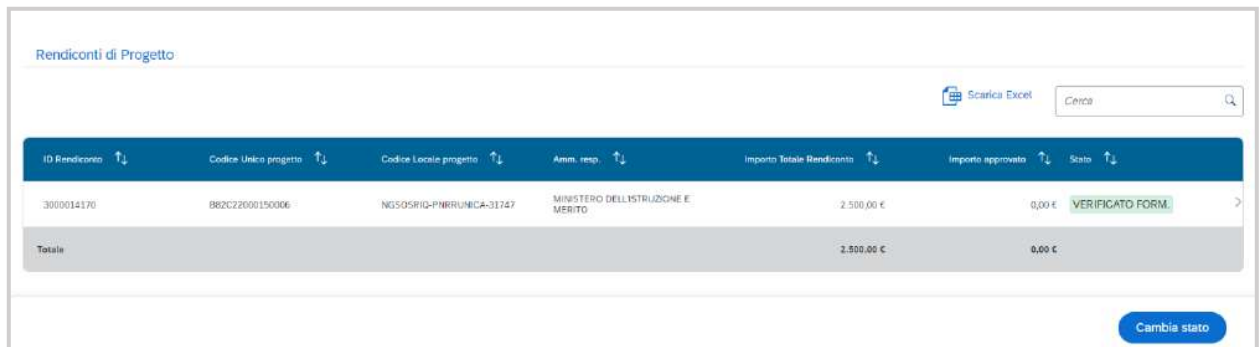 Rendiconti di Progetto
Scarica Excel Cerca
ID Rendiconto Codice Unico progetto Codice Locale progetto Amm. resp. Importo Totale Rendiconto Importo approvato Stato
3000014170 B82C22000150006 NGSOSRIQ-PNRRUNICA-31747 MINISTERO DELL'ISTRUZIONE E 2.500,00 € 0,00 € VERIFICATO FORM.
MERITO
Totale 2.500,00 € 0,00 €
Cambia stato